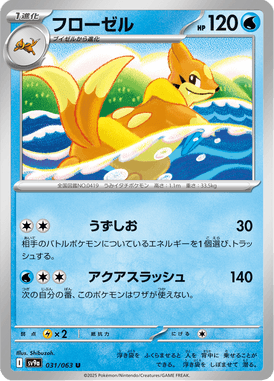 1進化
フローゼル
HP 120
ブイゼルから進化
全国図鑑NO.0419 うみイタチポケモン 高さ：1.1m 重さ：33.5kg
うずしお 30
相手のバトルポケモンについているエネルギーを1個選び、トラッシュする。
アクアスラッシュ 140
次の自分の番、このポケモンはワザが使えない。
弱点 ×2 抵抗力 にげる
Illus. Shibuzoh.
I SV9a 031/063 U
©2025 Pokémon/Nintendo/Creatures/GAME FREAK.